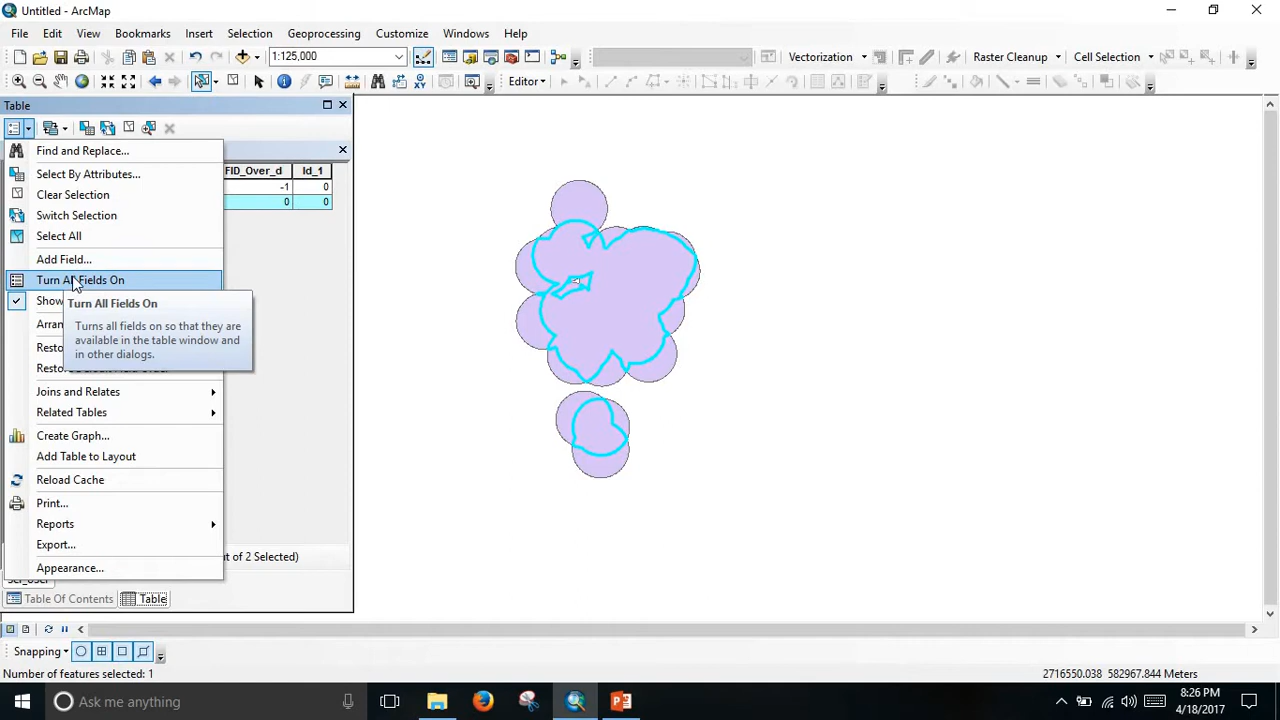 Untitled - ArcMap
File Edit View Bookmarks Insert Selection Geoprocessing Customize Windows Help
1:125,000 Vectorization Raster Cleanup Cell Selection
Editor
Table
Find and Replace...
FID_Over_d Id_1
Select By Attributes...
-1 0
Clear Selection
0 0
Switch Selection
Select All
Add Field...
Turn All Fields On
Show
Turn All Fields On
Turns all fields on so that they are
available in the table window and
in other dialogs.
Joins and Relates
Related Tables
Create Graph...
Add Table to Layout
Reload Cache
Print...
Reports
Export...
t of 2 Selected)
Appearance...
Table Of Contents Table
Snapping
Number of features selected: 1
2716550.038 582967.844 Meters
Ask me anything
8:26 PM
4/18/2017